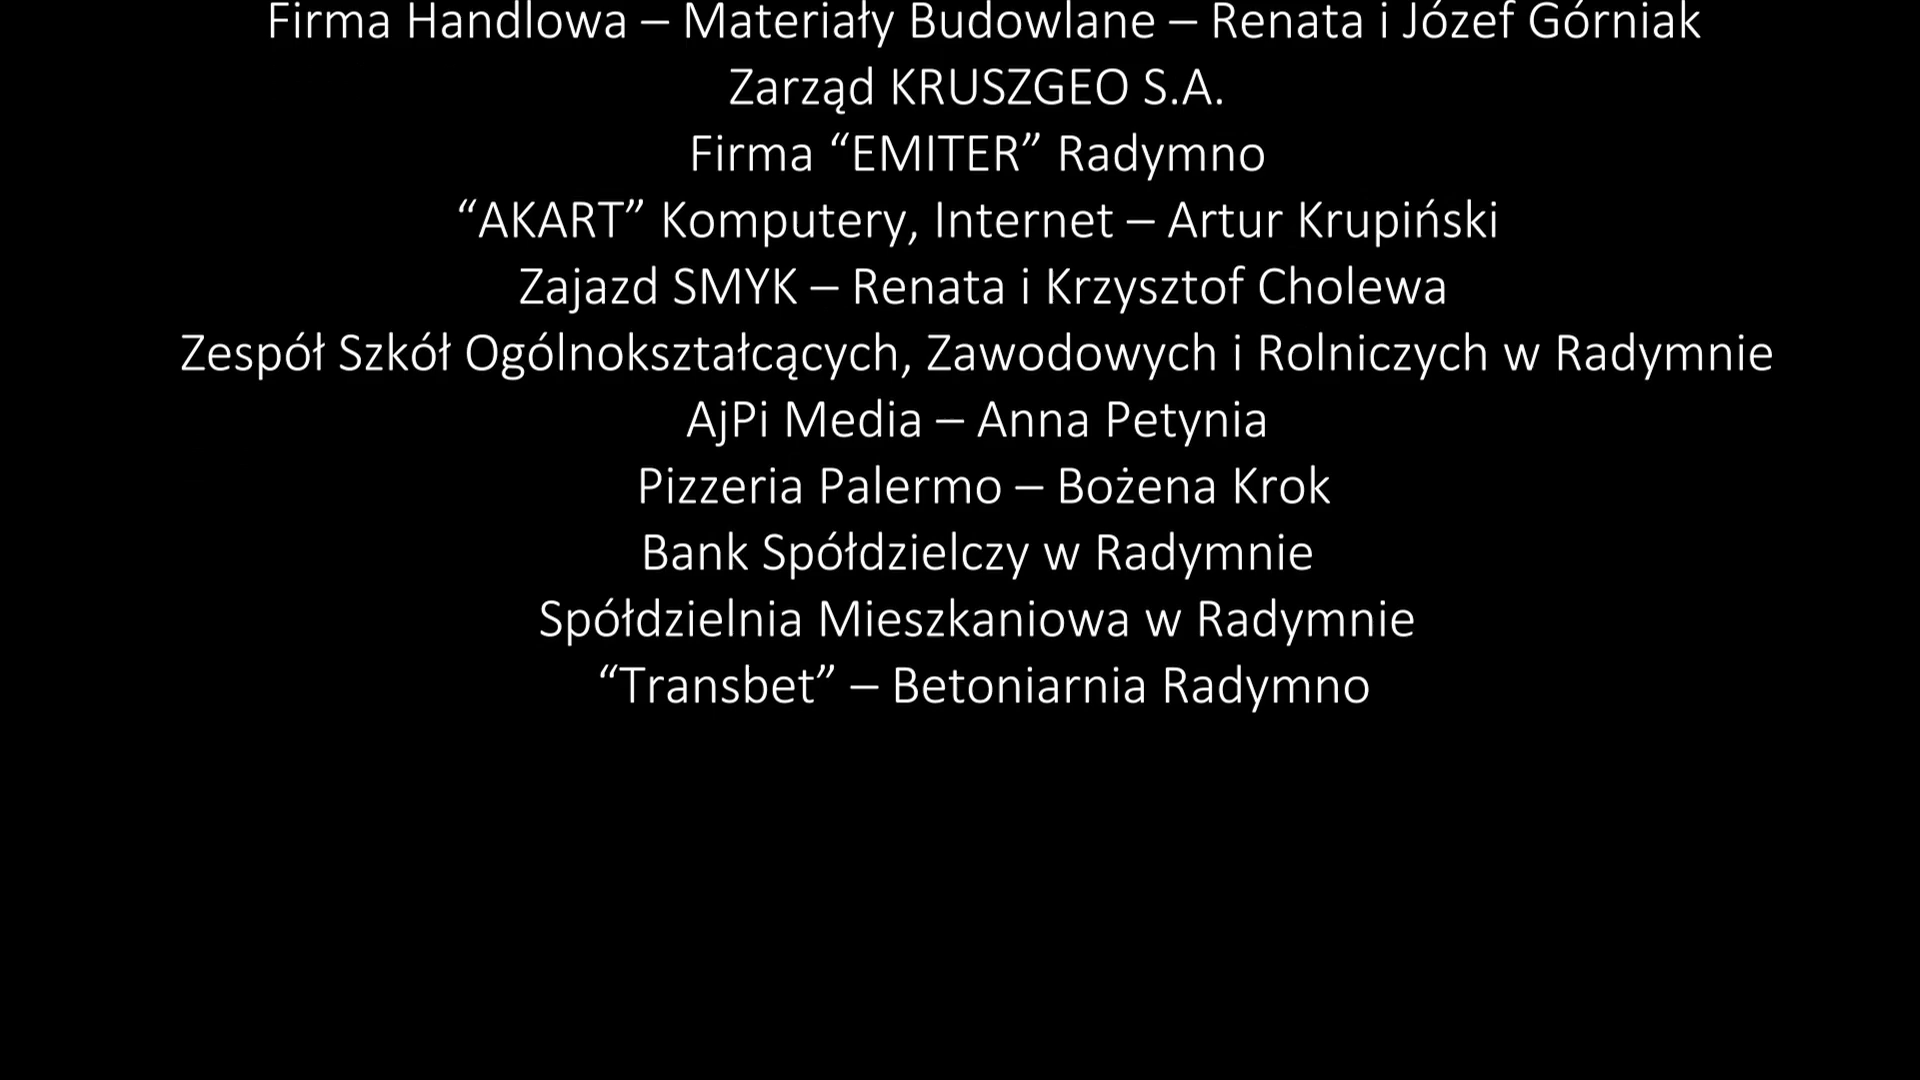 Firma Handlowa – Materiały Budowlane – Renata i Józef Górniak
Zarząd KRUSZGEO S.A.
Firma “EMITER” Radymno
“AKART” Komputery, Internet – Artur Krupiński
Zajazd SMYK – Renata i Krzysztof Cholewa
Zespół Szkół Ogólnokształcących, Zawodowych i Rolniczych w Radymnie
AjPi Media – Anna Petynia
Pizzeria Palermo – Bożena Krok
Bank Spółdzielczy w Radymnie
Spółdzielnia Mieszkaniowa w Radymnie
“Transbet” – Betoniarnia Radymno